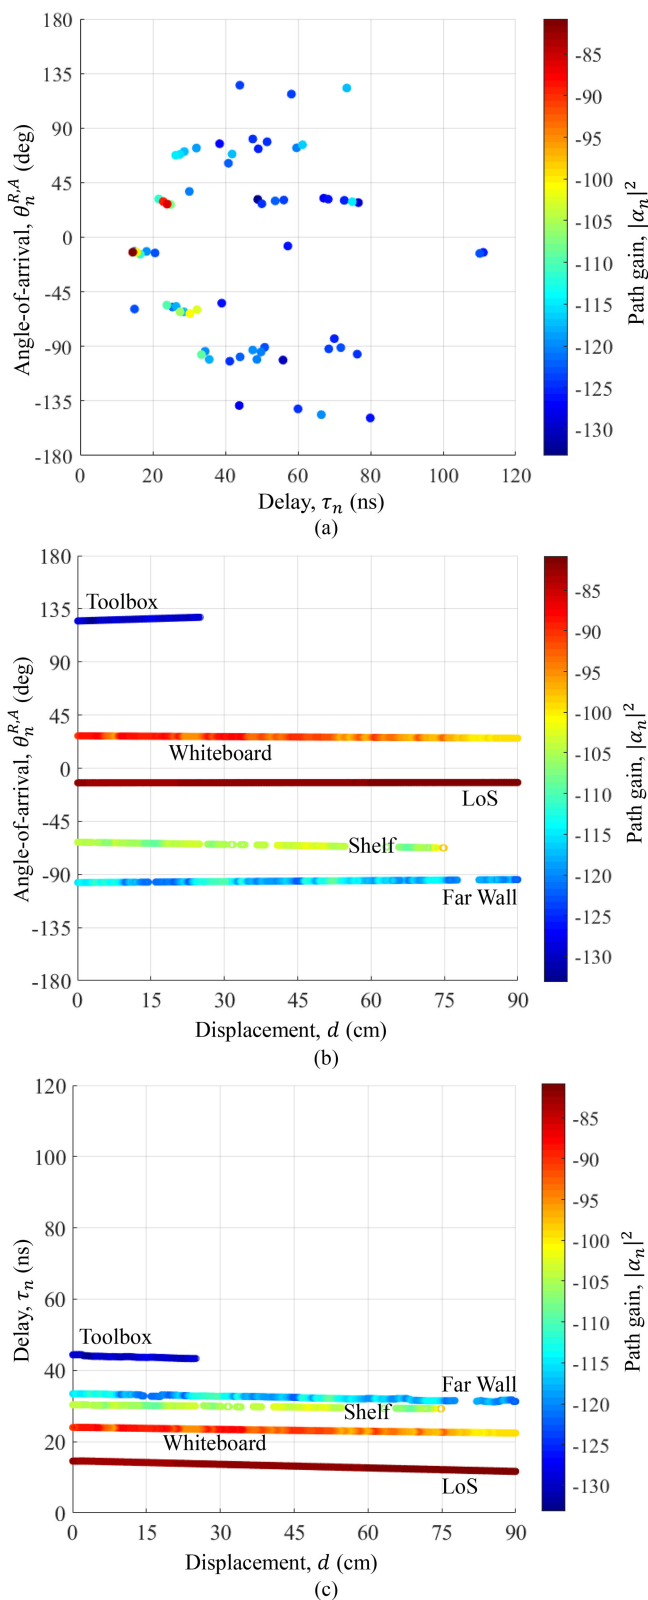 180
135
90
45
0
-45
-90
-135
-180
Angle-of-arrival, θₙᴿ,ᴬ (deg)
0 20 40 60 80 100 120
Delay, τₙ (ns)
-85
-90
-95
-100
-105
-110
-115
-120
-125
-130
Path gain, |αₙ|²
(a)
180
135
90
45
0
-45
-90
-135
-180
Angle-of-arrival, θₙᴿ,ᴬ (deg)
Toolbox
Whiteboard
LoS
Shelf
Far Wall
0 15 30 45 60 75 90
Displacement, d (cm)
-85
-90
-95
-100
-105
-110
-115
-120
-125
-130
Path gain, |αₙ|²
(b)
120
100
80
60
40
20
0
Delay, τₙ (ns)
Toolbox
Far Wall
Shelf
Whiteboard
LoS
0 15 30 45 60 75 90
Displacement, d (cm)
-85
-90
-95
-100
-105
-110
-115
-120
-125
-130
Path gain, |αₙ|²
(c)